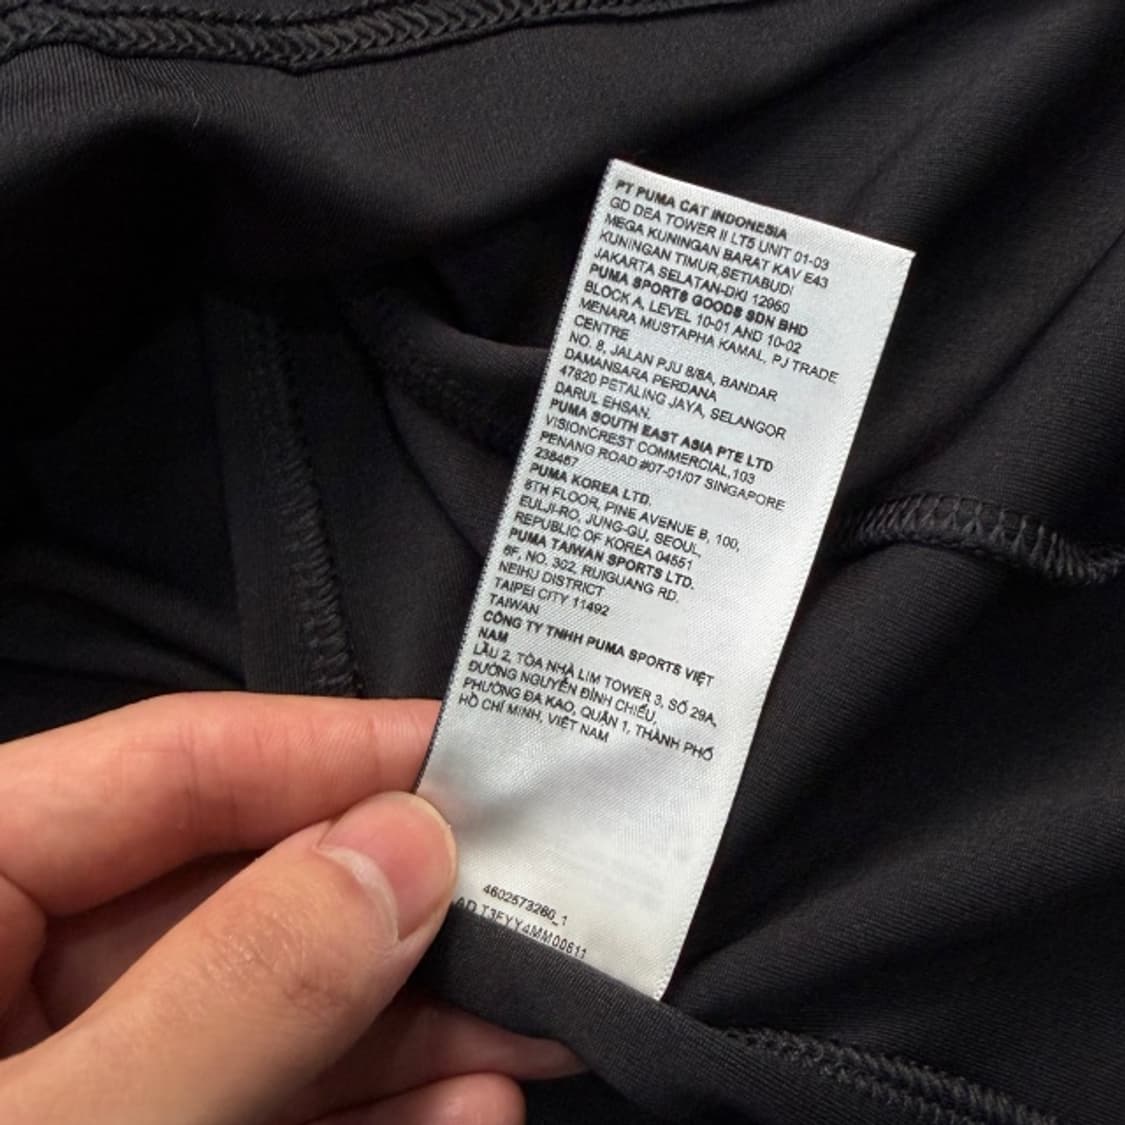 PT PUMA CAT INDONESIA
GD DEA TOWER II LT5 UNIT 01-03
MEGA KUNINGAN BARAT KAV E43
KUNINGAN TIMUR,SETIABUDI
JAKARTA SELATAN-DKI 12950
PUMA SPORTS GOODS SDN BHD
BLOCK A, LEVEL 10-01 AND 10-02
MENARA MUSTAPHA KAMAL, PJ TRADE
CENTRE
NO. 8, JALAN PJU 8/8A, BANDAR
DAMANSARA PERDANA
47820 PETALING JAYA, SELANGOR
DARUL EHSAN.
PUMA SOUTH EAST ASIA PTE LTD
VISIONCREST COMMERCIAL,103
PENANG ROAD #07-01/07 SINGAPORE
238467
PUMA KOREA LTD.
8TH FLOOR, PINE AVENUE B, 100,
EULJI-RO, JUNG-GU, SEOUL,
REPUBLIC OF KOREA 04551
PUMA TAIWAN SPORTS LTD.
6F, NO. 302, RUIGUANG RD.
NEIHU DISTRICT
TAIPEI CITY 11492
TAIWAN
CÔNG TY TNHH PUMA SPORTS VIỆT
NAM
LẦU 2, TÒA NHÀ LIM TOWER 3, SỐ 29A,
ĐƯỜNG NGUYỄN ĐÌNH CHIỂU,
PHƯỜNG ĐA KAO, QUẬN 1, THÀNH PHỐ
HỒ CHÍ MINH, VIỆT NAM
4602573260_1